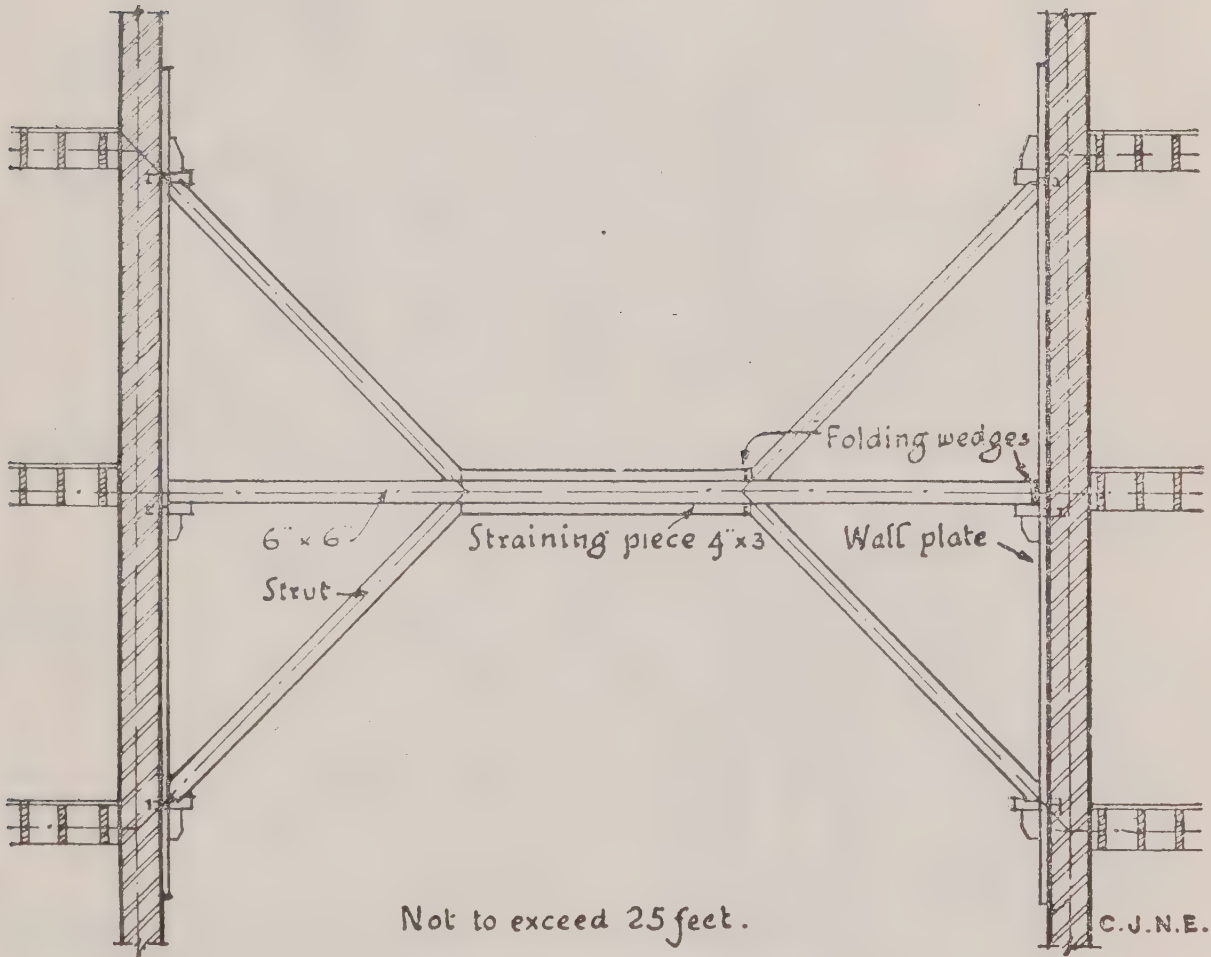 Folding wedges
6" × 6"
Straining piece 4"×3
Wall plate
Strut
Not to exceed 25 feet.
C.J.N.E.